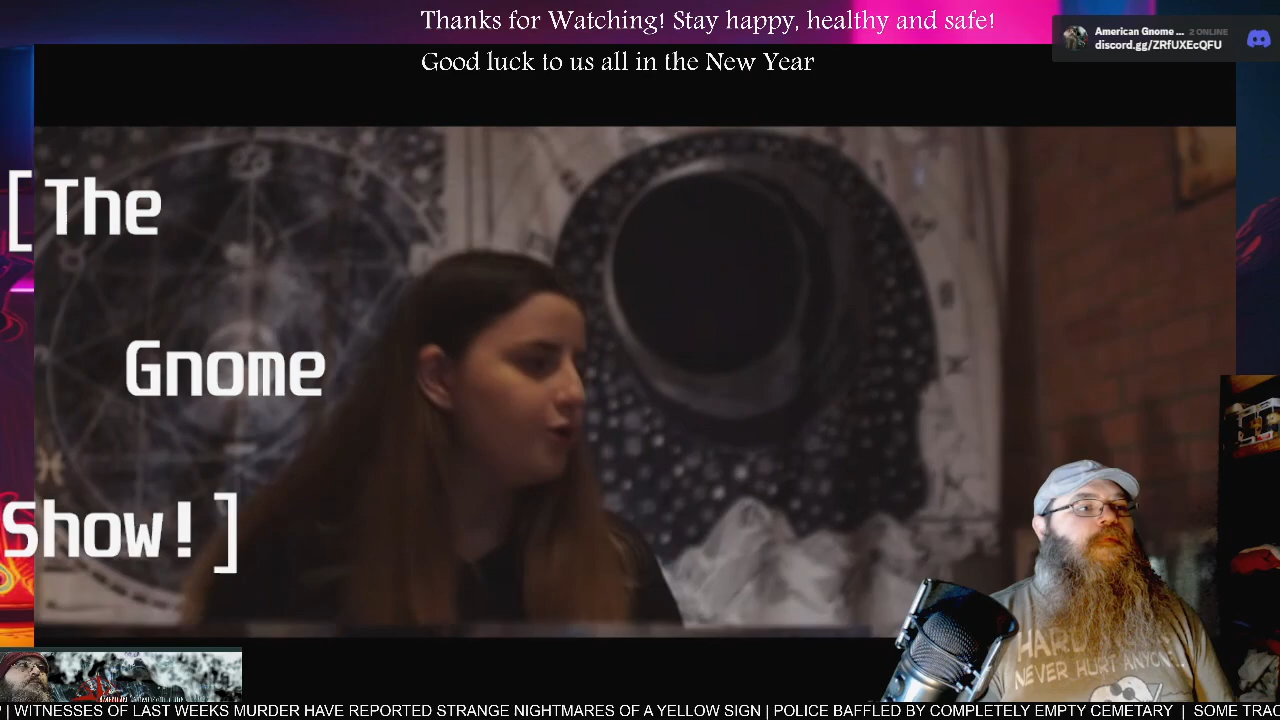 Thanks for Watching! Stay happy, healthy and safe!
Good luck to us all in the New Year
American Gnome ... 2 ONLINE
discord.gg/ZRfUXEcQFU
[The
Gnome
Show!]
HARD
NEVER HURT ANYONE...
| WITNESSES OF LAST WEEKS MURDER HAVE REPORTED STRANGE NIGHTMARES OF A YELLOW SIGN | POLICE BAFFLED BY COMPLETELY EMPTY CEMETARY | SOME TRAC